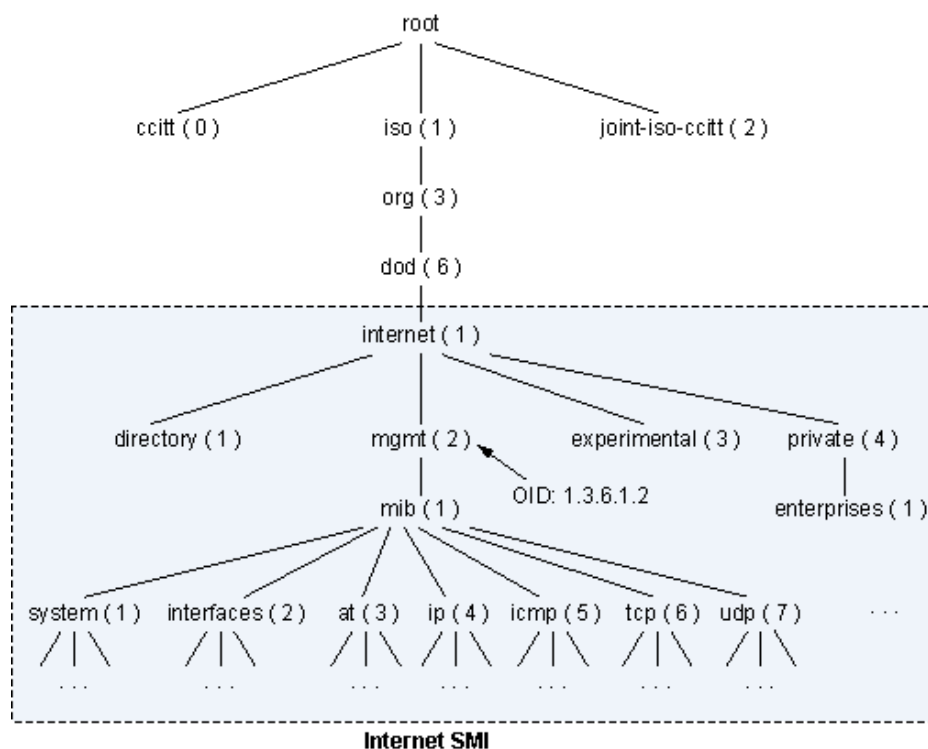 root
ccitt ( 0 ) iso ( 1 ) joint-iso-ccitt ( 2 )
org ( 3 )
dod ( 6 )
internet ( 1 )
directory ( 1 ) mgmt ( 2 ) experimental ( 3 ) private ( 4 )
OID: 1.3.6.1.2
mib ( 1 ) enterprises ( 1 )
system ( 1 ) interfaces ( 2 ) at ( 3 ) ip ( 4 ) icmp ( 5 ) tcp ( 6 ) udp ( 7 ) . . .
. . . . . . . . . . . . . . . . . . . . .
Internet SMI